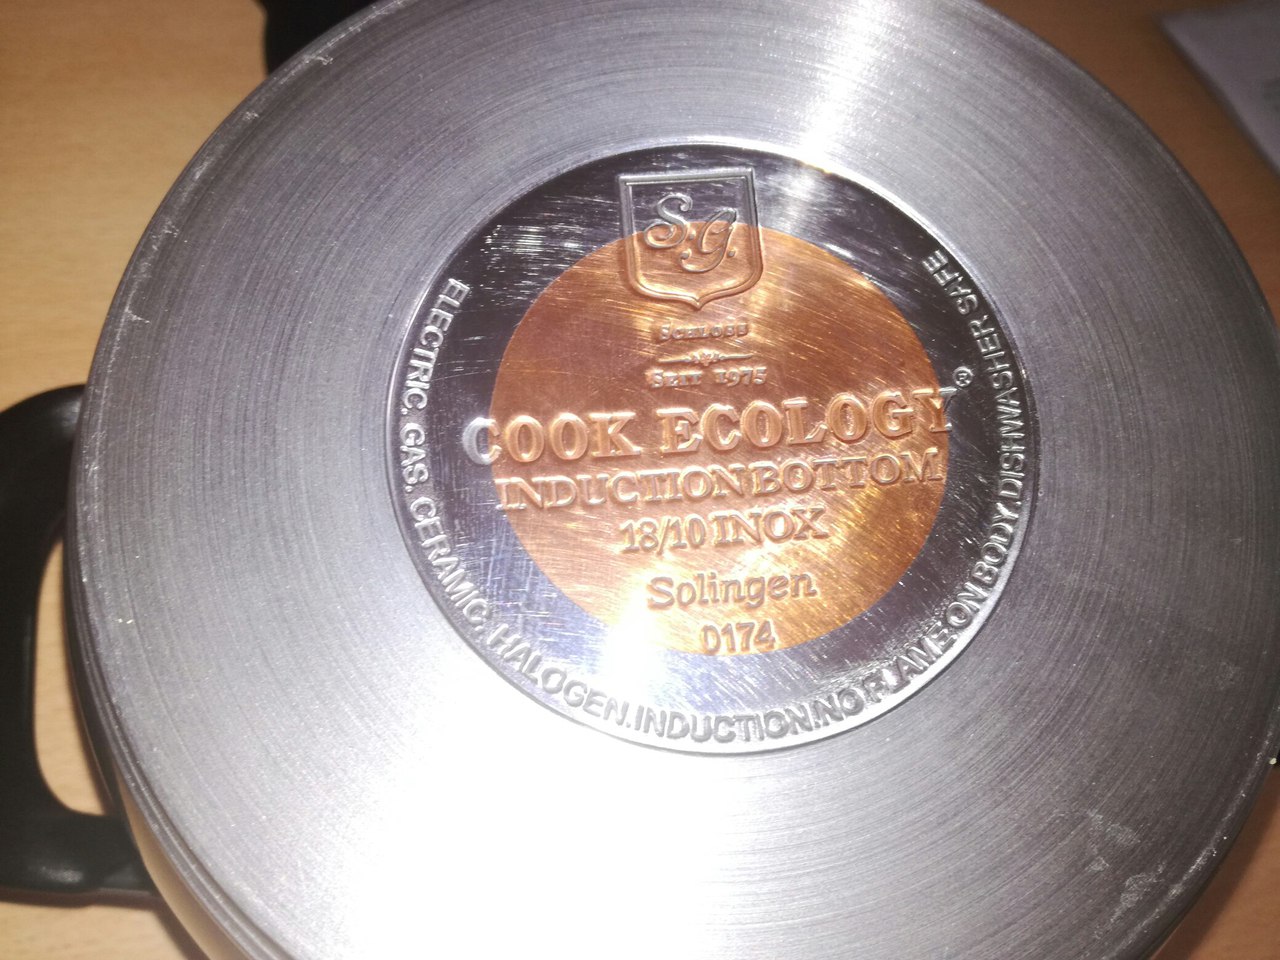 S.G.
SCHLOSS
SEIT 1975
COOK ECOLOGY®
INDUCTION BOTTOM
18/10 INOX
Solingen
0174
ELECTRIC. GAS. CERAMIC. HALOGEN. INDUCTION.NO FLAME ON BODY.DISHWASHER SAFE